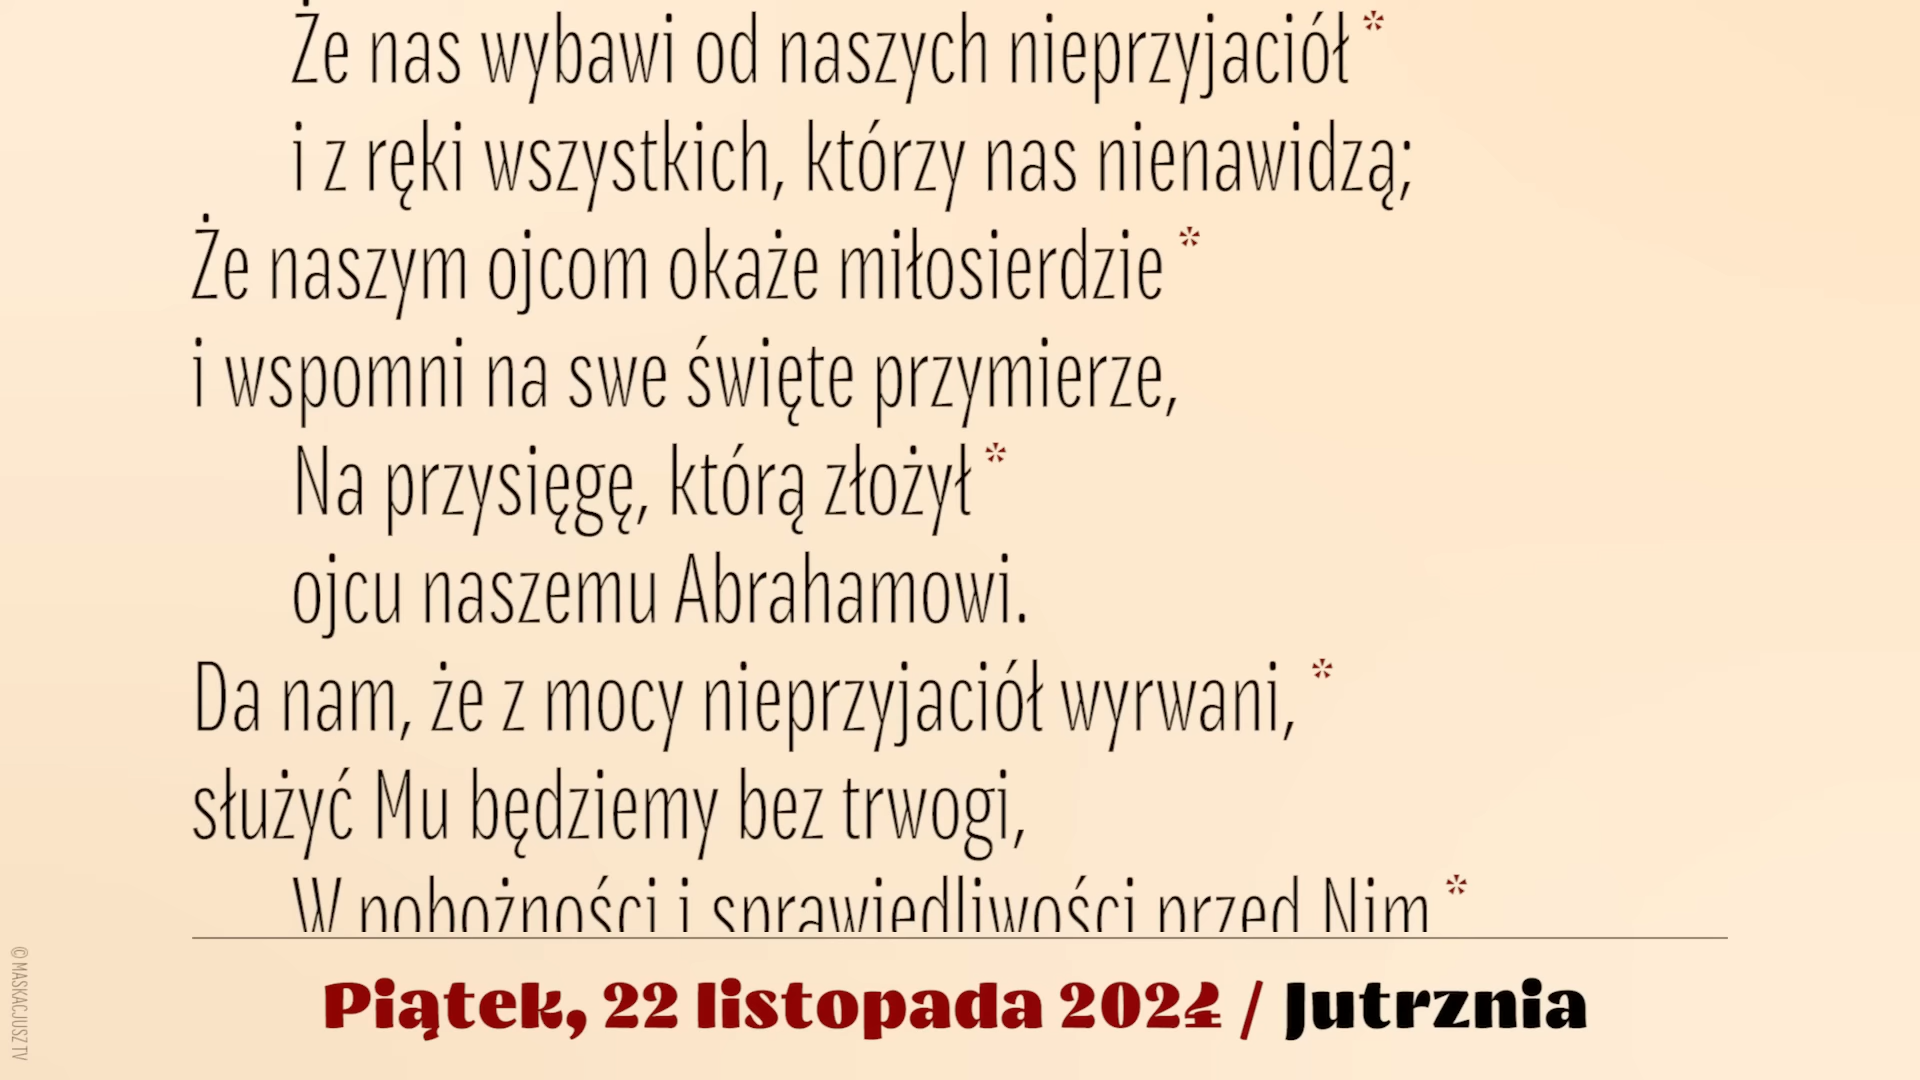 Że nas wybawi od naszych nieprzyjaciół *
i z ręki wszystkich, którzy nas nienawidzą;
Że naszym ojcom okaże miłosierdzie *
i wspomni na swe święte przymierze,
Na przysięgę, którą złożył *
ojcu naszemu Abrahamowi.
Da nam, że z mocy nieprzyjaciół wyrwani, *
służyć Mu będziemy bez trwogi,
W pobożności i sprawiedliwości przed Nim *
Piątek, 22 listopada 2024 / Jutrznia
© MASKACJUSZ TV